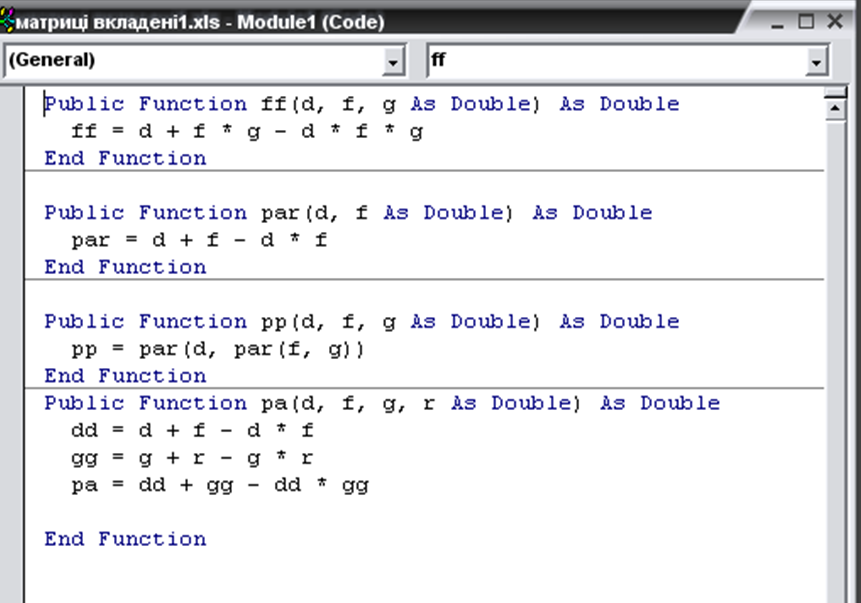 матриці вкладені1.xls - Module1 (Code)
(General)
ff
Public Function ff(d, f, g As Double) As Double
ff = d + f * g - d * f * g
End Function
Public Function par(d, f As Double) As Double
par = d + f - d * f
End Function
Public Function pp(d, f, g As Double) As Double
pp = par(d, par(f, g))
End Function
Public Function pa(d, f, g, r As Double) As Double
dd = d + f - d * f
gg = g + r - g * r
pa = dd + gg - dd * gg
End Function